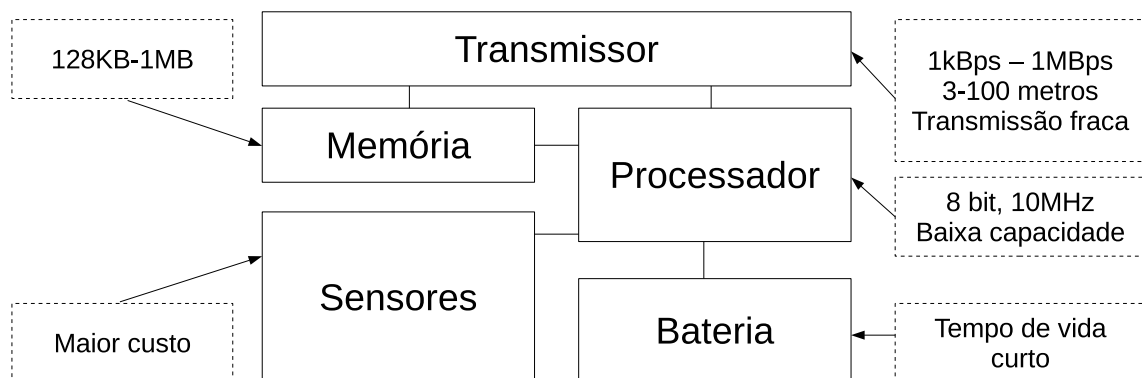 128KB-1MB
Transmissor
1kBps – 1MBps
3-100 metros
Transmissão fraca
Memória
Processador
8 bit, 10MHz
Baixa capacidade
Sensores
Maior custo
Bateria
Tempo de vida
curto